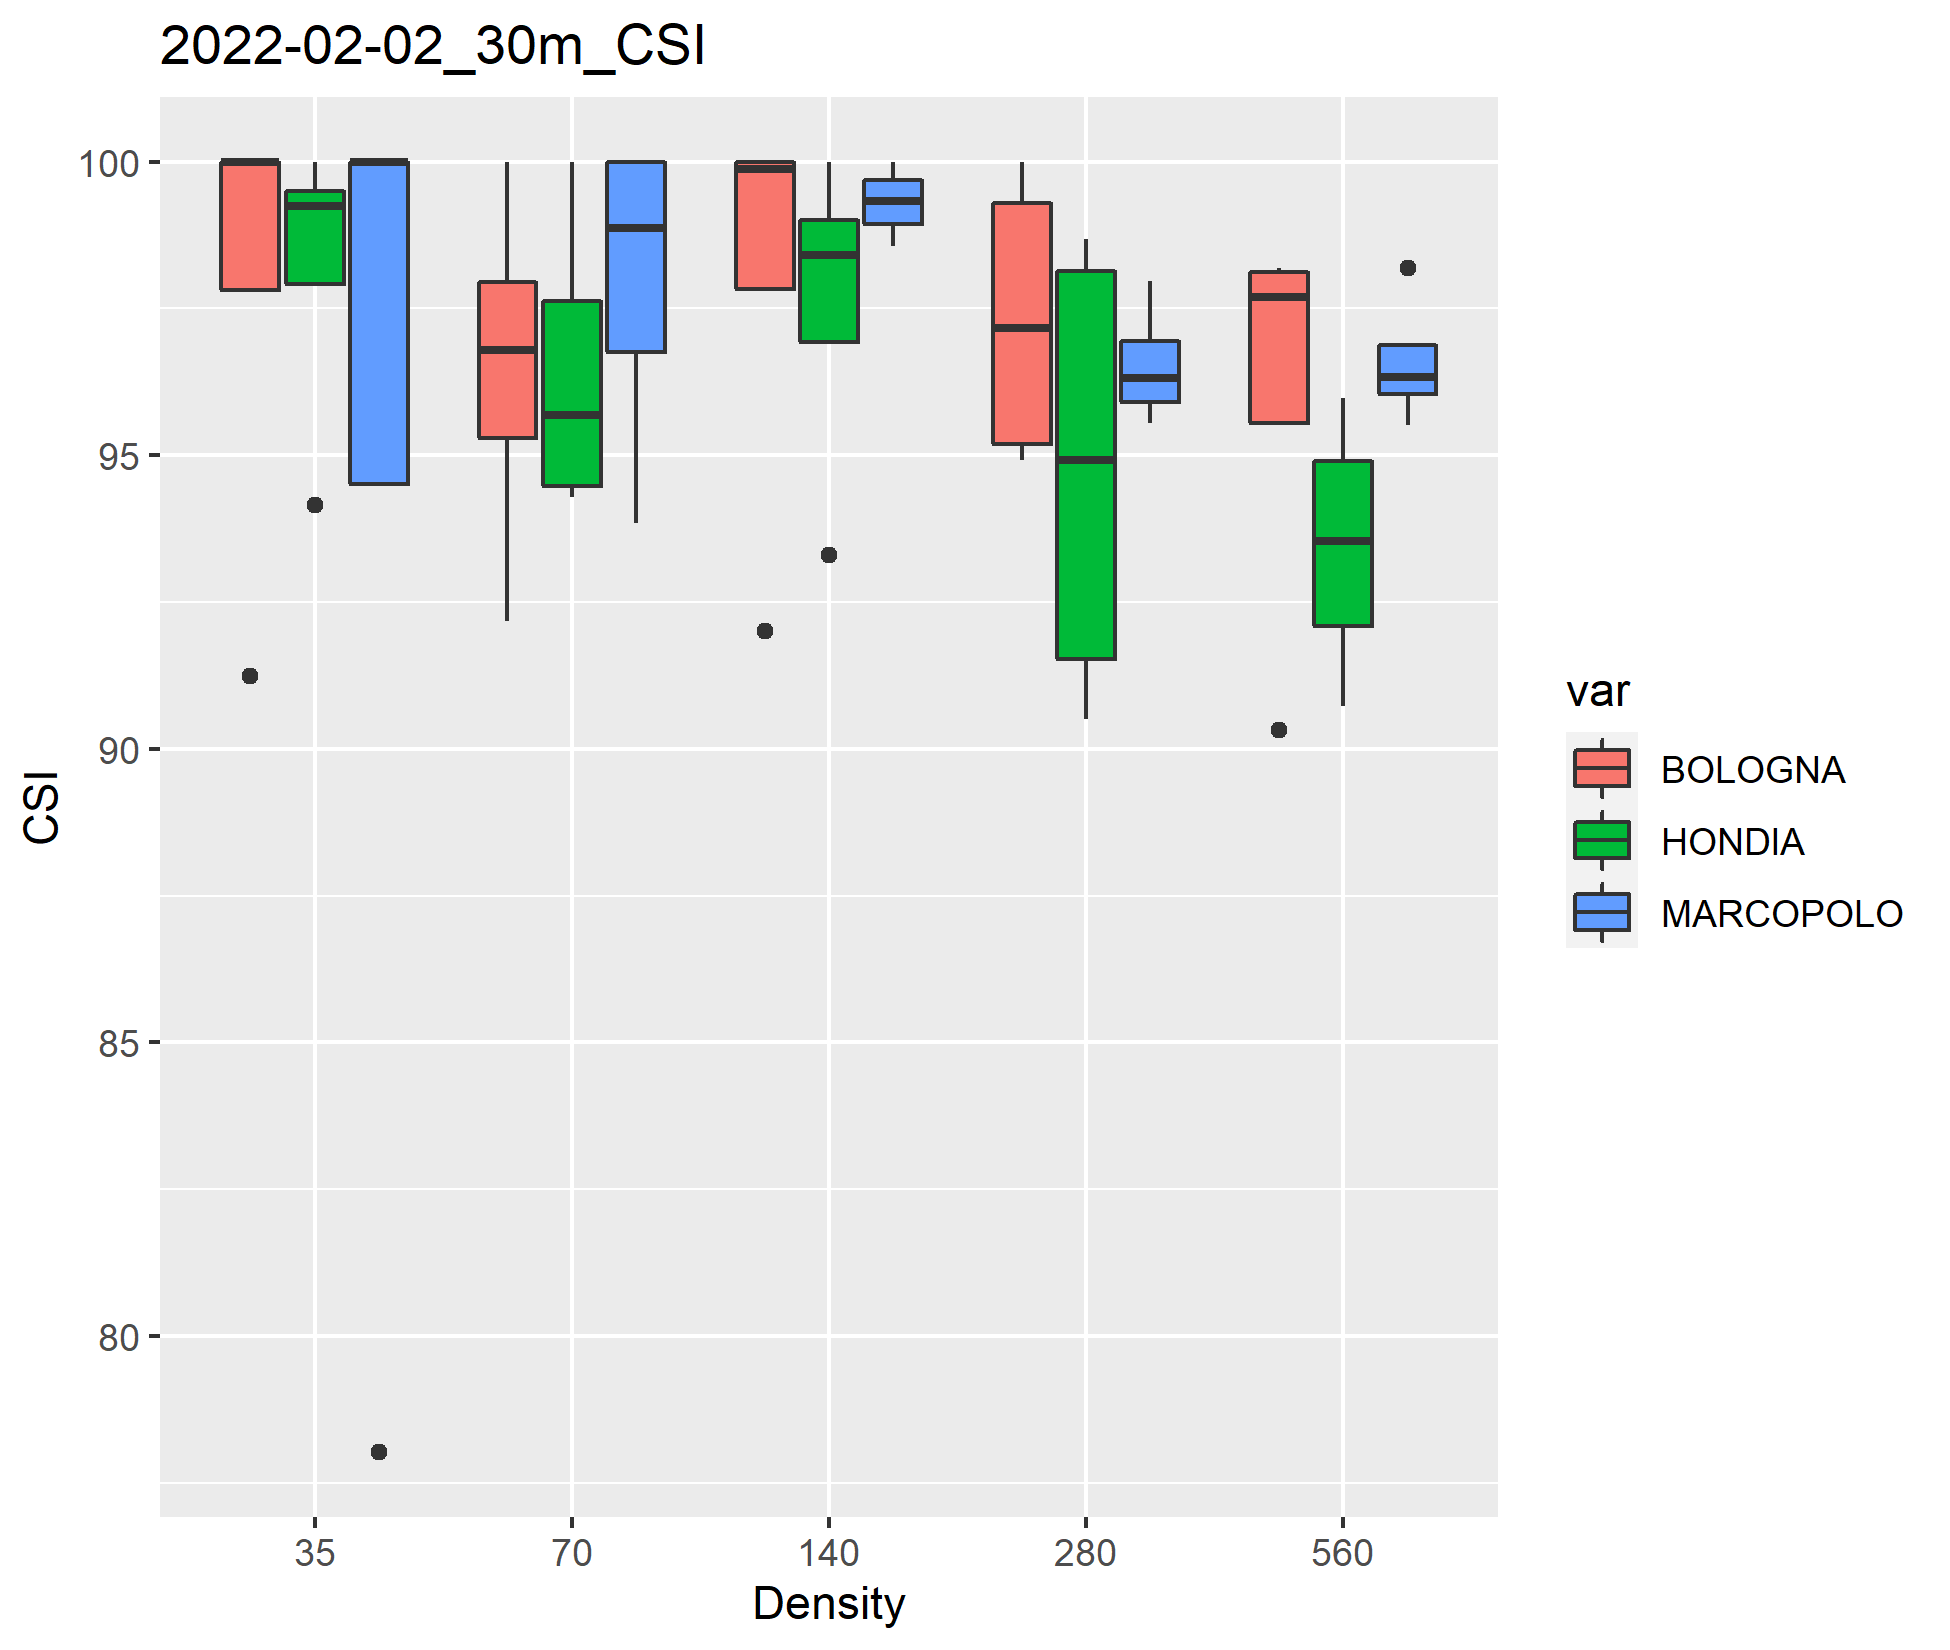 2022-02-02_30m_CSI
100
95
90
85
80
CSI
35 70 140 280 560
Density
var
BOLOGNA
HONDIA
MARCOPOLO